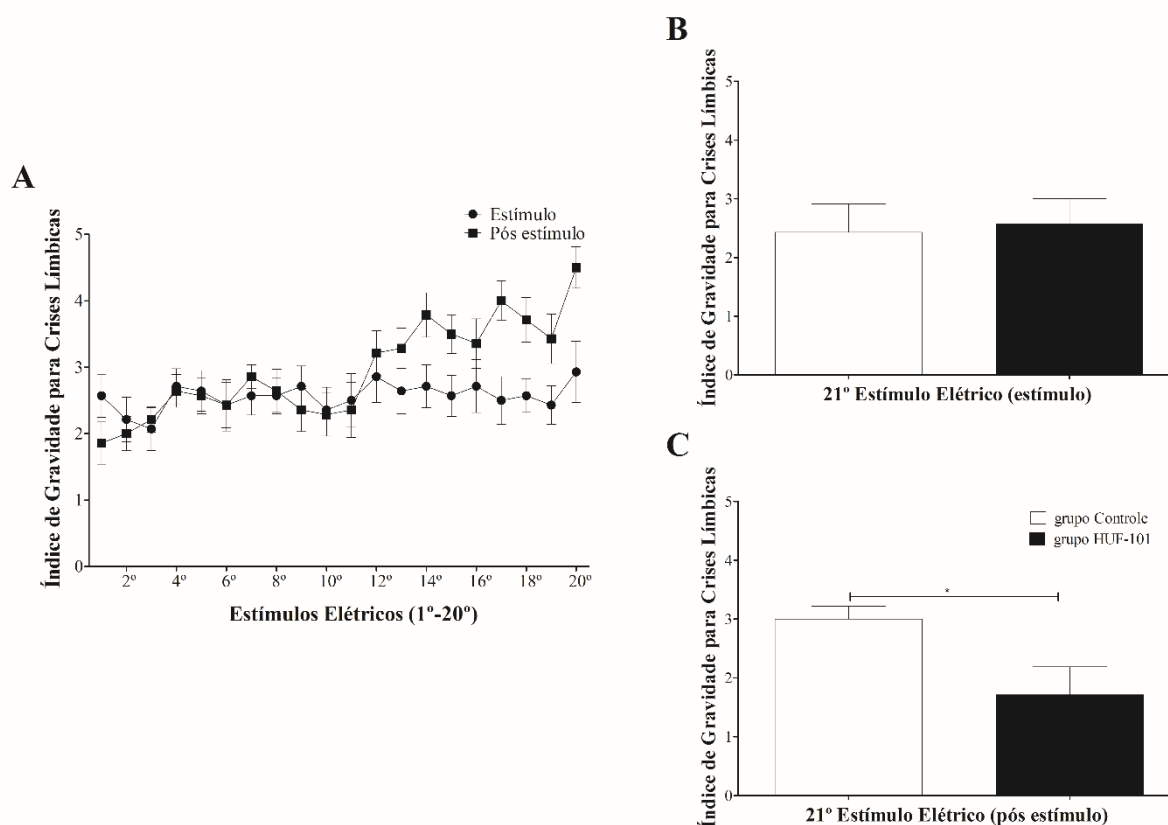 A
Índice de Gravidade para Crises Límbicas
5
4
3
2
1
0
Estímulo
Pós estímulo
2º 4º 6º 8º 10º 12º 14º 16º 18º 20º
Estímulos Elétricos (1º-20º)
B
Índice de Gravidade para Crises Límbicas
5
4
3
2
1
0
21º Estímulo Elétrico (estímulo)
C
Índice de Gravidade para Crises Límbicas
5
4
3
2
1
0
grupo Controle
grupo HUF-101
*
21º Estímulo Elétrico (pós estímulo)